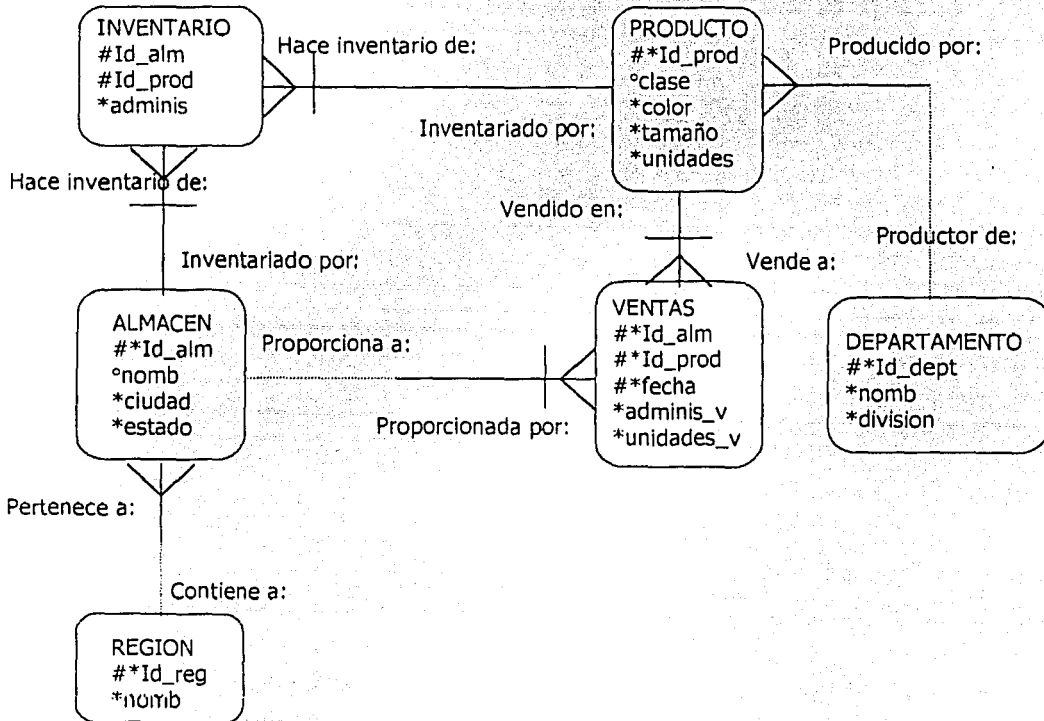 INVENTARIO
#Id_alm
#Id_prod
*adminis
Hace inventario de:
PRODUCTO
#*Id_prod
°clase
*color
*tamaño
*unidades
Producido por:
Inventariado por:
Hace inventario de:
Vendido en:
Productor de:
Inventariado por:
Vende a:
ALMACEN
#*Id_alm
°nomb
*ciudad
*estado
Proporciona a:
VENTAS
#*Id_alm
#*Id_prod
#*fecha
*adminis_v
*unidades_v
DEPARTAMENTO
#*Id_dept
*nomb
*division
Proporcionada por:
Pertenece a:
Contiene a:
REGION
#*Id_reg
*nomb